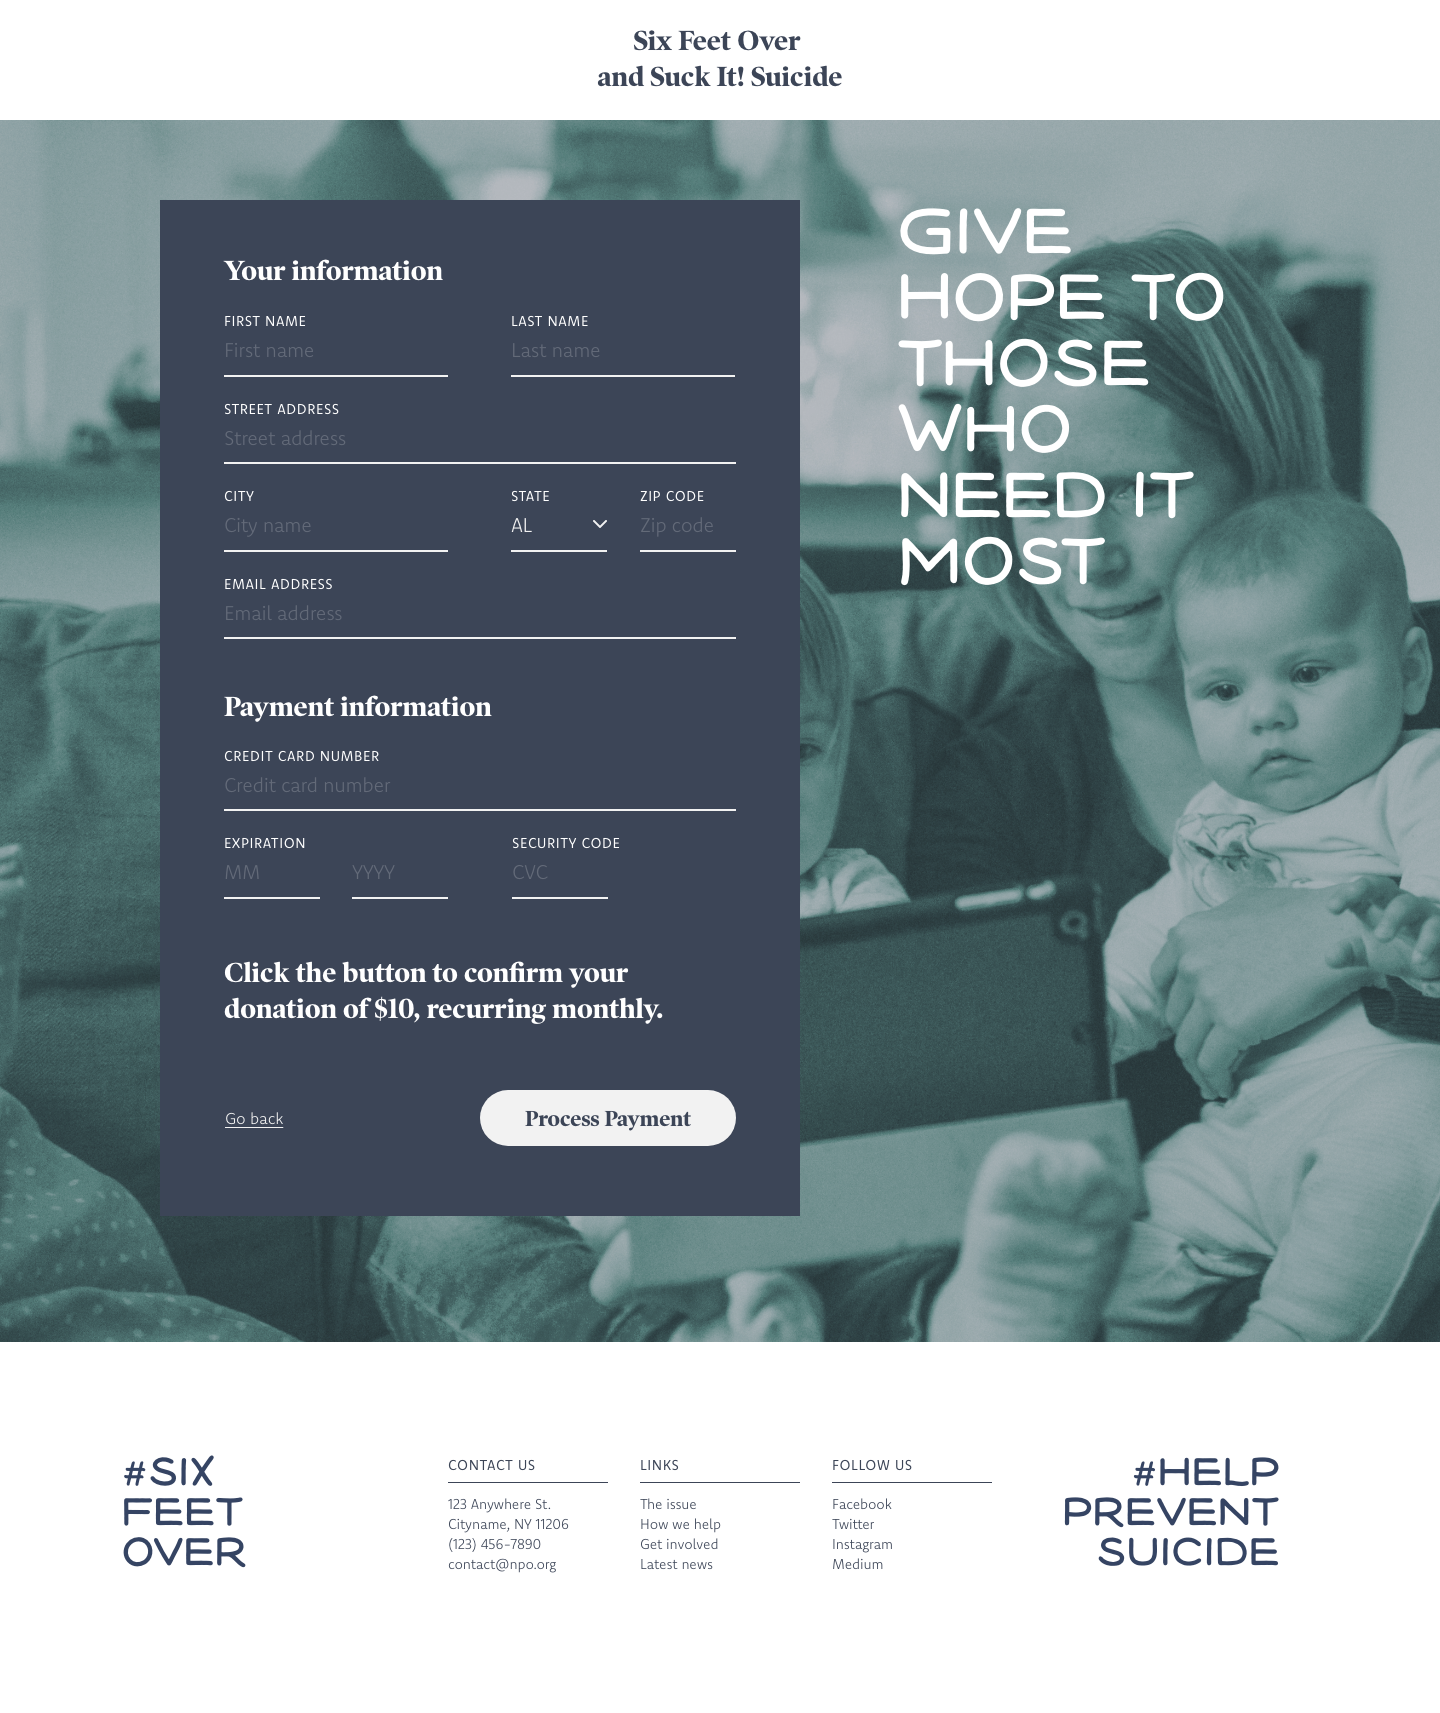 Six Feet Over
and Suck It! Suicide
Your information
FIRST NAME
First name
LAST NAME
Last name
STREET ADDRESS
Street address
CITY
City name
STATE
AL
ZIP CODE
Zip code
EMAIL ADDRESS
Email address
Payment information
CREDIT CARD NUMBER
Credit card number
EXPIRATION
MM
YYYY
SECURITY CODE
CVC
Click the button to confirm your
donation of $10, recurring monthly.
Go back
Process Payment
GIVE
HOPE TO
THOSE
WHO
NEED IT
MOST
#SIX
FEET
OVER
CONTACT US
123 Anywhere St.
Cityname, NY 11206
(123) 456-7890
contact@npo.org
LINKS
The issue
How we help
Get involved
Latest news
FOLLOW US
Facebook
Twitter
Instagram
Medium
#HELP
PREVENT
SUICIDE